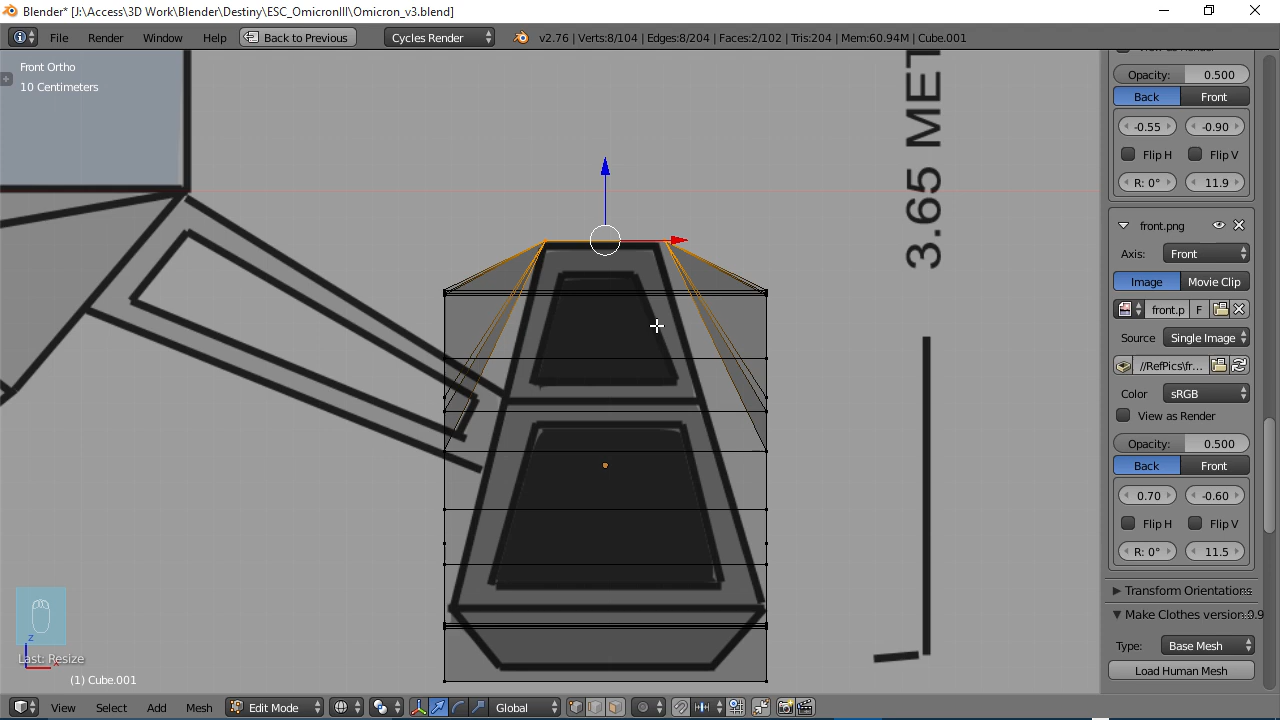 Blender* [J:\Access\3D Work\Blender\Destiny\ESC_OmicronIII\Omicron_v3.blend]
File Render Window Help Back to Previous Cycles Render v2.76 | Verts:8/104 | Edges:8/204 | Faces:2/102 | Tris:204 | Mem:60.94M | Cube.001
Front Ortho
10 Centimeters
3.65 MET
Opacity: 0.500
Back Front
-0.55 -0.90
Flip H Flip V
R: 0° 11.9
front.png
Axis: Front
Image Movie Clip
front.p F
Source Single Image
//RefPics\fr...
Color sRGB
View as Render
Opacity: 0.500
Back Front
0.70 -0.60
Flip H Flip V
R: 0° 11.5
Transform Orientations
Make Clothes version:0.9
Type: Base Mesh
Load Human Mesh
z
Last: Resize
(1) Cube.001
View Select Add Mesh Edit Mode Global